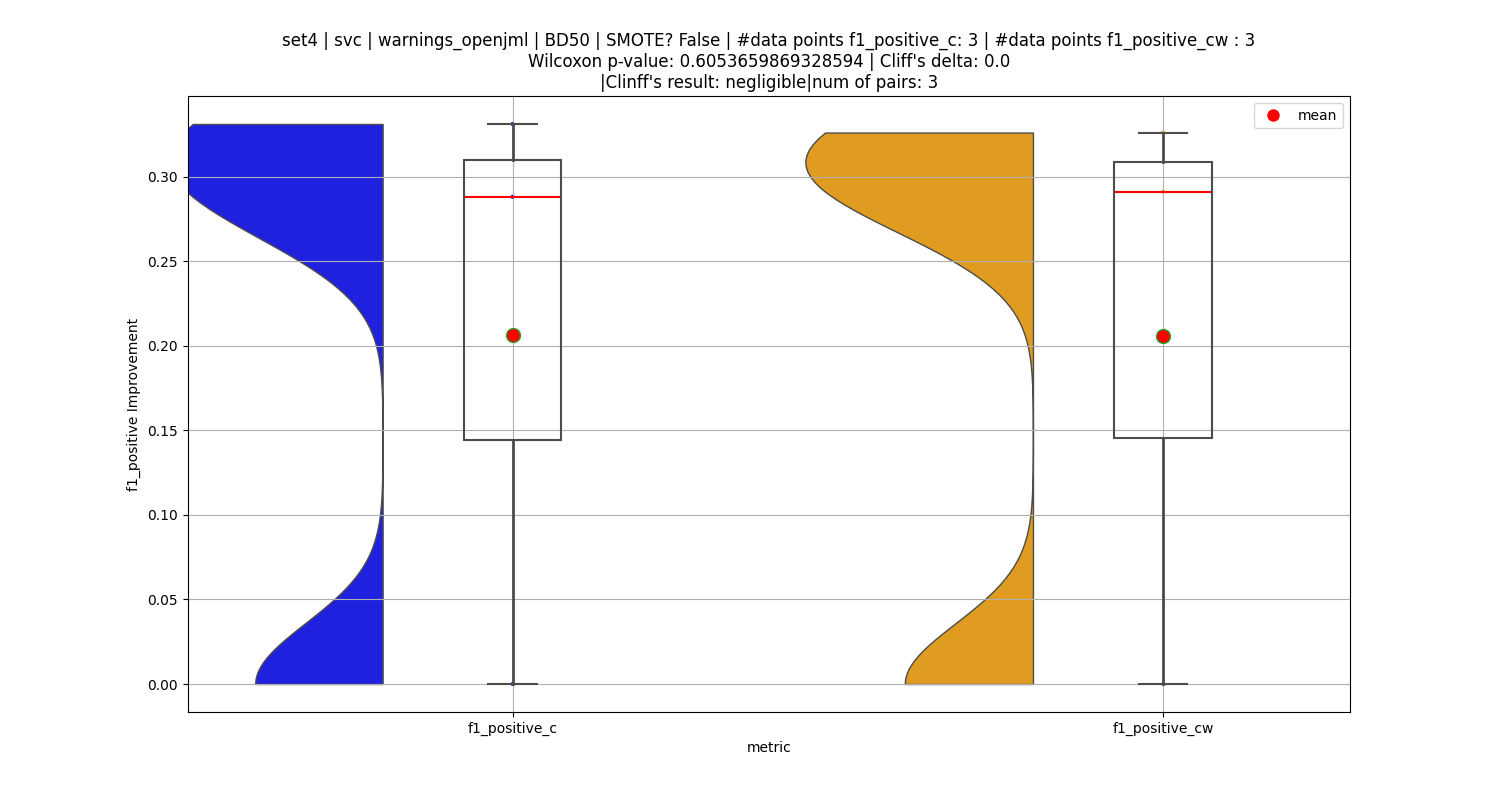 set4 | svc | warnings_openjml | BD50 | SMOTE? False | #data points f1_positive_c: 3 | #data points f1_positive_cw : 3
Wilcoxon p-value: 0.6053659869328594 | Cliff's delta: 0.0
|Clinff's result: negligible|num of pairs: 3
mean
0.30
0.25
0.20
0.15
0.10
0.05
0.00
f1_positive Improvement
f1_positive_c
f1_positive_cw
metric